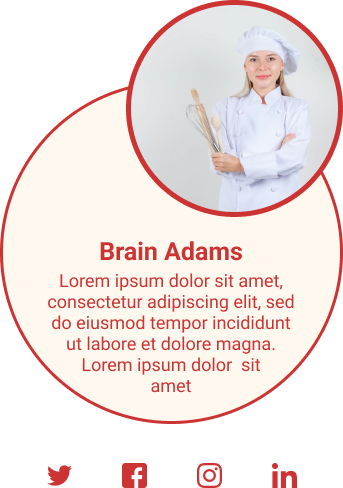 Brain Adams
Lorem ipsum dolor sit amet,
consectetur adipiscing elit, sed
do eiusmod tempor incididunt
ut labore et dolore magna.
Lorem ipsum dolor  sit
amet